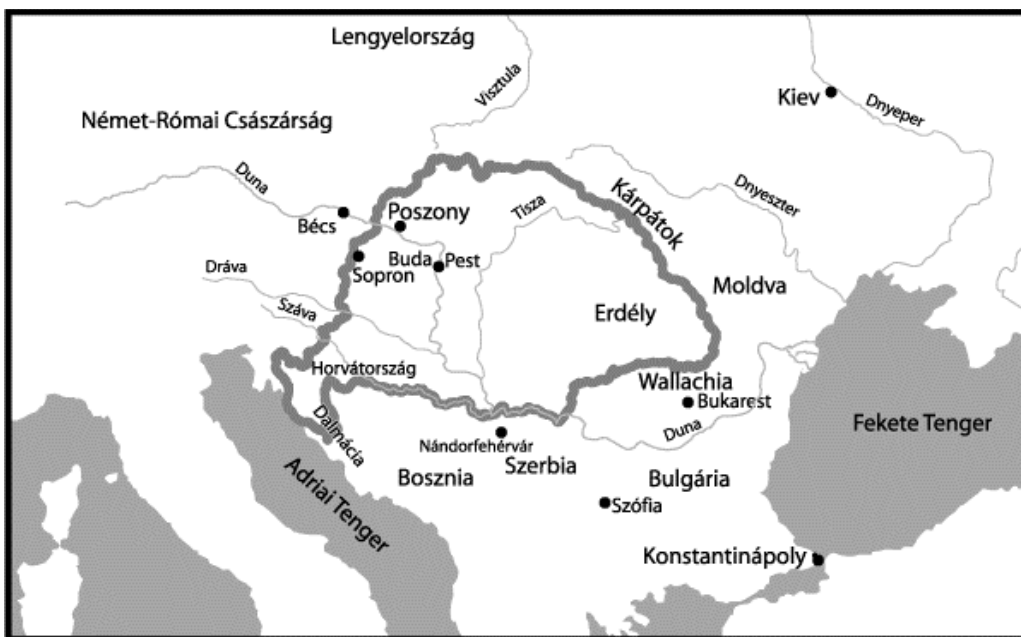 Lengyelország
Visztula
Kiev
Dnyeper
Német-Római Császárság
Duna
Dnyeszter
Kárpátok
Tisza
Poszony
Bécs
Buda
Pest
Sopron
Dráva
Moldva
Száva
Erdély
Horvátország
Wallachia
Bukarest
Dalmácia
Duna
Fekete Tenger
Nándorfehérvár
Szerbia
Bosznia
Bulgária
Adriai Tenger
Szófia
Konstantinápoly